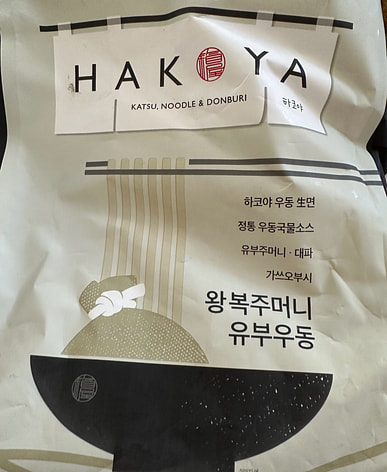 HAKOYA
KATSU, NOODLE & DONBURI
하코야
하코야 우동 生면
정통 우동국물소스
유부주머니 · 대파
가쓰오부시
왕복주머니
유부우동